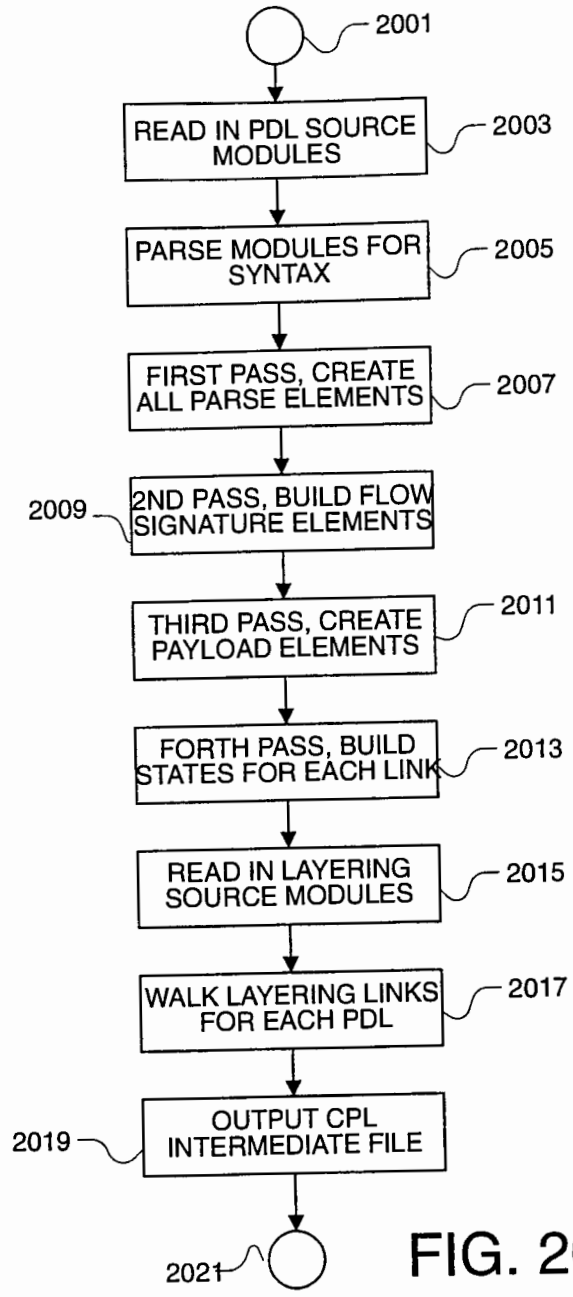 2001
READ IN PDL SOURCE
MODULES
2003
PARSE MODULES FOR
SYNTAX
2005
FIRST PASS, CREATE
ALL PARSE ELEMENTS
2007
2ND PASS, BUILD FLOW
SIGNATURE ELEMENTS
2009
THIRD PASS, CREATE
PAYLOAD ELEMENTS
2011
FORTH PASS, BUILD
STATES FOR EACH LINK
2013
READ IN LAYERING
SOURCE MODULES
2015
WALK LAYERING LINKS
FOR EACH PDL
2017
OUTPUT CPL
INTERMEDIATE FILE
2019
2021
FIG. 2